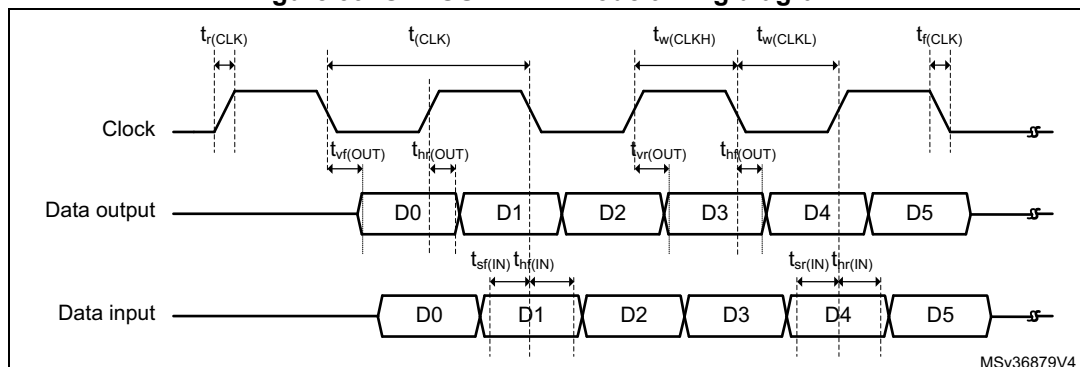 t_r(CLK) t_(CLK) t_w(CLKH) t_w(CLKL) t_f(CLK)
Clock
t_vf(OUT) t_hr(OUT) t_vr(OUT) t_hf(OUT)
Data output D0 D1 D2 D3 D4 D5
t_sf(IN) t_hf(IN) t_sr(IN) t_hr(IN)
Data input D0 D1 D2 D3 D4 D5
MSv36879V4